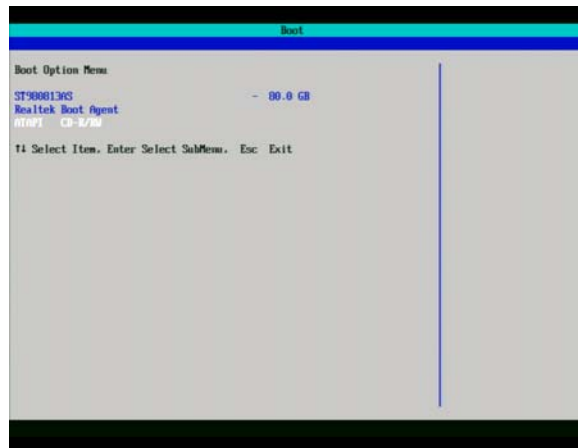 Boot
Boot Option Menu
ST980813AS - 80.0 GB
Realtek Boot Agent
ATAPI CD-R/RW
↑↓ Select Item. Enter Select SubMenu. Esc Exit